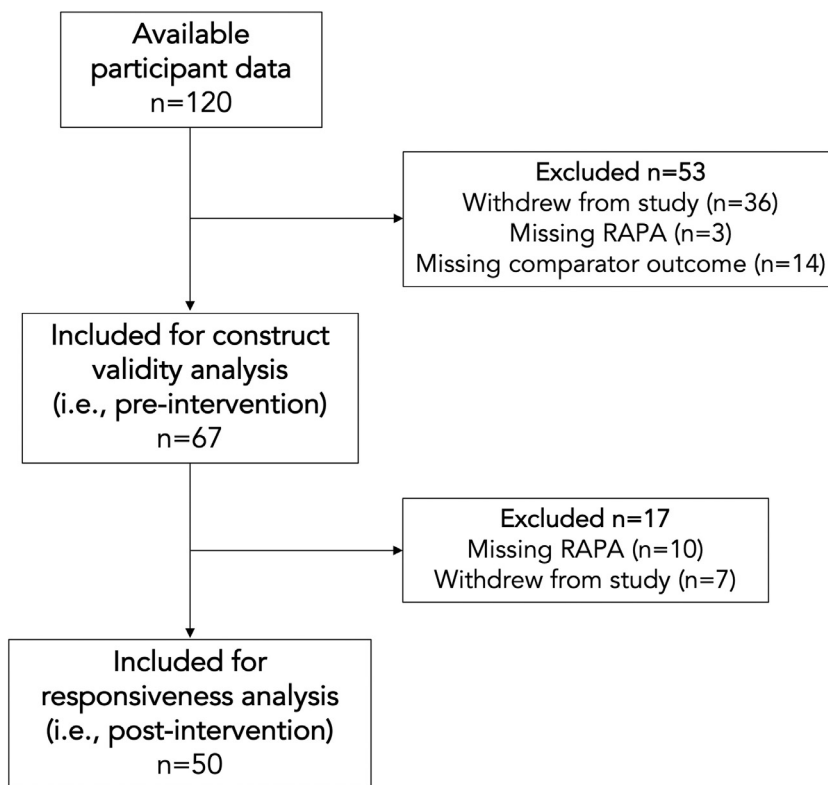 Available
participant data
n=120
Excluded n=53
Withdrew from study (n=36)
Missing RAPA (n=3)
Missing comparator outcome (n=14)
Included for construct
validity analysis
(i.e., pre-intervention)
n=67
Excluded n=17
Missing RAPA (n=10)
Withdrew from study (n=7)
Included for
responsiveness analysis
(i.e., post-intervention)
n=50